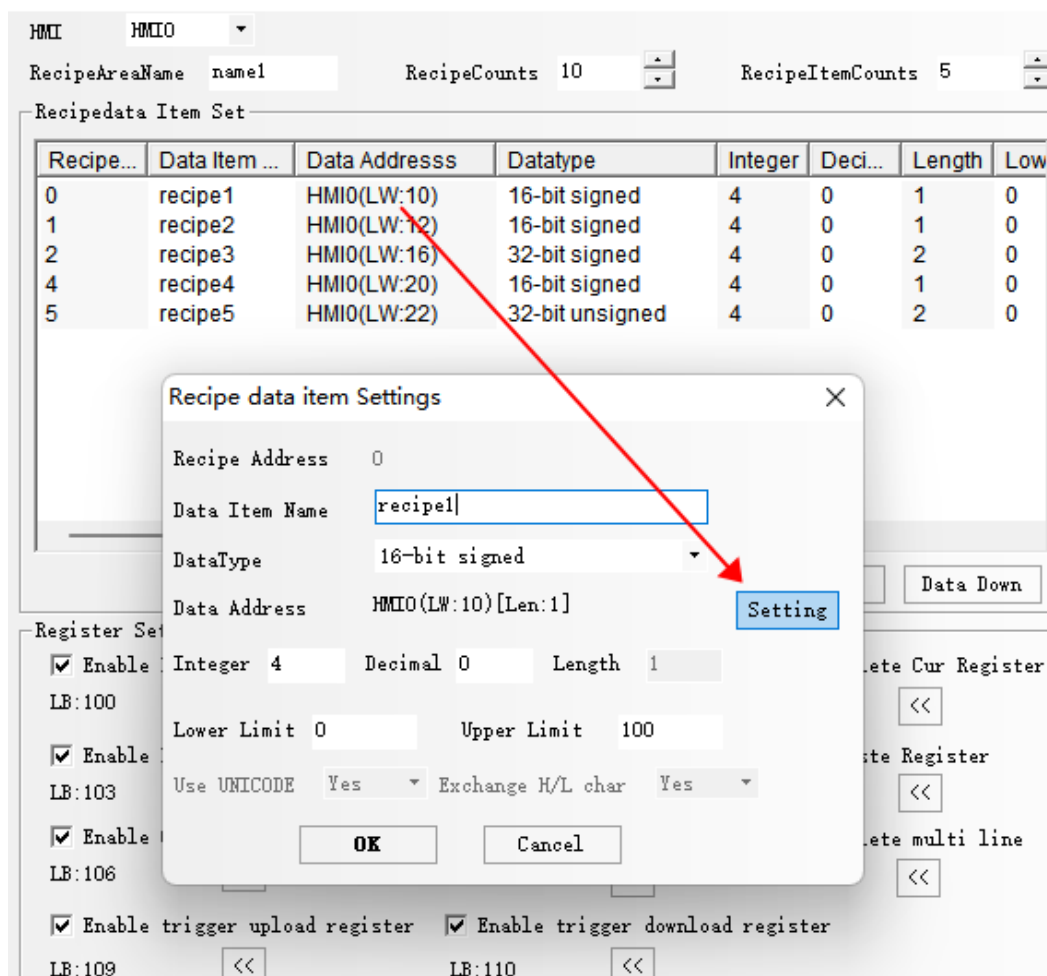 HMI HMI0
RecipeAreaName name1 RecipeCounts 10 RecipeItemCounts 5
Recipedata Item Set
Recipe... Data Item ... Data Addresss Datatype Integer Deci... Length Low
0 recipe1 HMI0(LW:10) 16-bit signed 4 0 1 0
1 recipe2 HMI0(LW:12) 16-bit signed 4 0 1 0
2 recipe3 HMI0(LW:16) 32-bit signed 4 0 2 0
4 recipe4 HMI0(LW:20) 16-bit signed 4 0 1 0
5 recipe5 HMI0(LW:22) 32-bit unsigned 4 0 2 0
Recipe data item Settings
Recipe Address 0
Data Item Name recipe1
DataType 16-bit signed
Data Address HMI0(LW:10)[Len:1] Setting
Integer 4 Decimal 0 Length 1
Lower Limit 0 Upper Limit 100
Use UNICODE Yes Exchange H/L char Yes
OK Cancel
Data Down
Register Set
Enable lete Cur Register
LB:100 <<
Enable te Register
LB:103 <<
Enable lete multi line
LB:106 <<
Enable trigger upload register Enable trigger download register
LB:109 << LB:110 <<